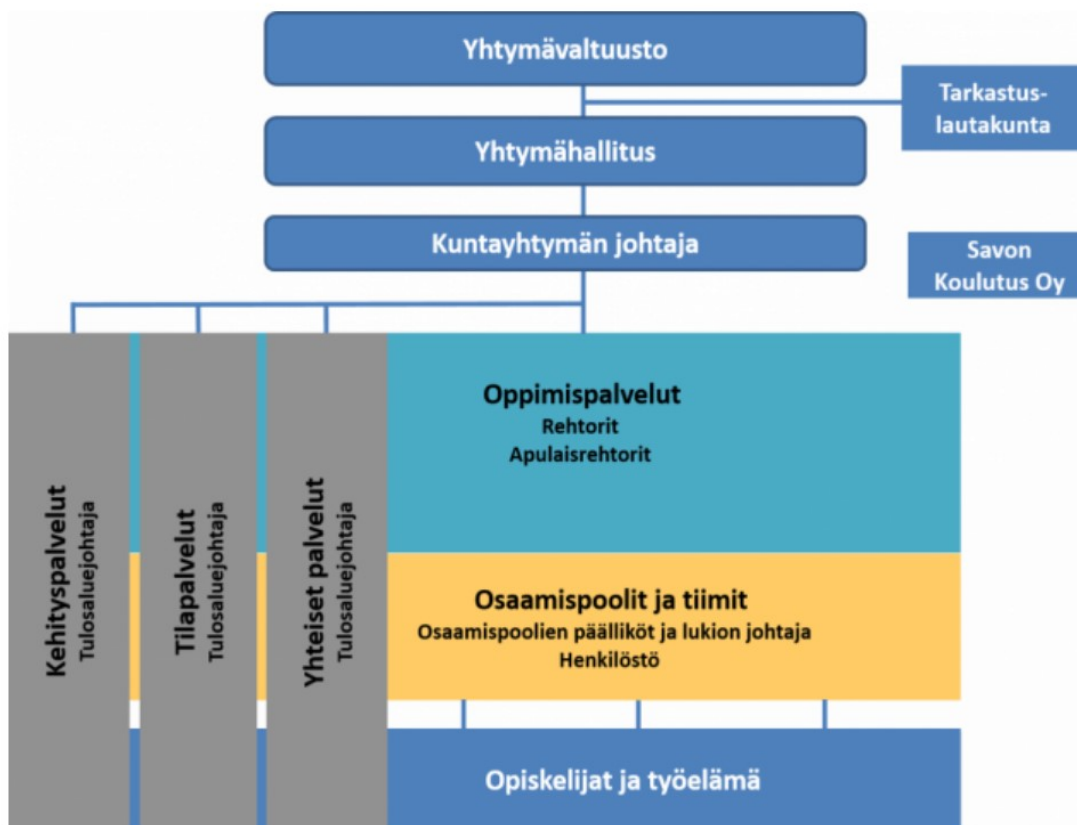 Yhtymävaltuusto
Tarkastus-
lautakunta
Yhtymähallitus
Kuntayhtymän johtaja
Savon
Koulutus Oy
Kehityspalvelut
Tulosaluejohtaja
Tilapalvelut
Tulosaluejohtaja
Yhteiset palvelut
Tulosaluejohtaja
Oppimispalvelut
Rehtorit
Apulaisrehtorit
Osaamispoolit ja tiimit
Osaamispoolien päälliköt ja lukion johtaja
Henkilöstö
Opiskelijat ja työelämä